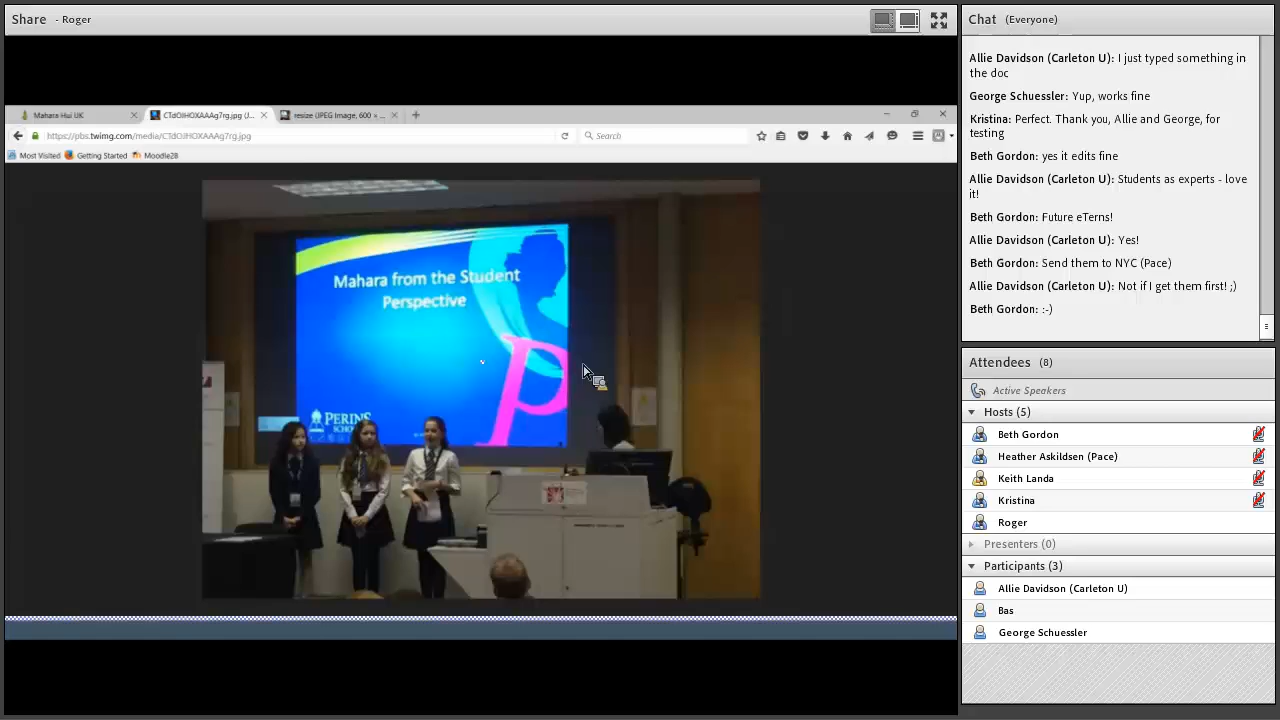 Share - Roger
Mahara Hui UK
CTdOIHOXAAAg7rg.jpg (J...
resize (JPEG Image, 600 × ...
https://pbs.twimg.com/media/CTdOIHOXAAAg7rg.jpg
Search
Most Visited
Getting Started
Moodle28
Mahara from the Student
Perspective
PERINS
SCHOOL
Chat (Everyone)
Allie Davidson (Carleton U): I just typed something in
the doc
George Schuessler: Yup, works fine
Kristina: Perfect. Thank you, Allie and George, for
testing
Beth Gordon: yes it edits fine
Allie Davidson (Carleton U): Students as experts - love
it!
Beth Gordon: Future eTerns!
Allie Davidson (Carleton U): Yes!
Beth Gordon: Send them to NYC (Pace)
Allie Davidson (Carleton U): Not if I get them first! ;)
Beth Gordon: :-)
Attendees (8)
Active Speakers
Hosts (5)
Beth Gordon
Heather Askildsen (Pace)
Keith Landa
Kristina
Roger
Presenters (0)
Participants (3)
Allie Davidson (Carleton U)
Bas
George Schuessler